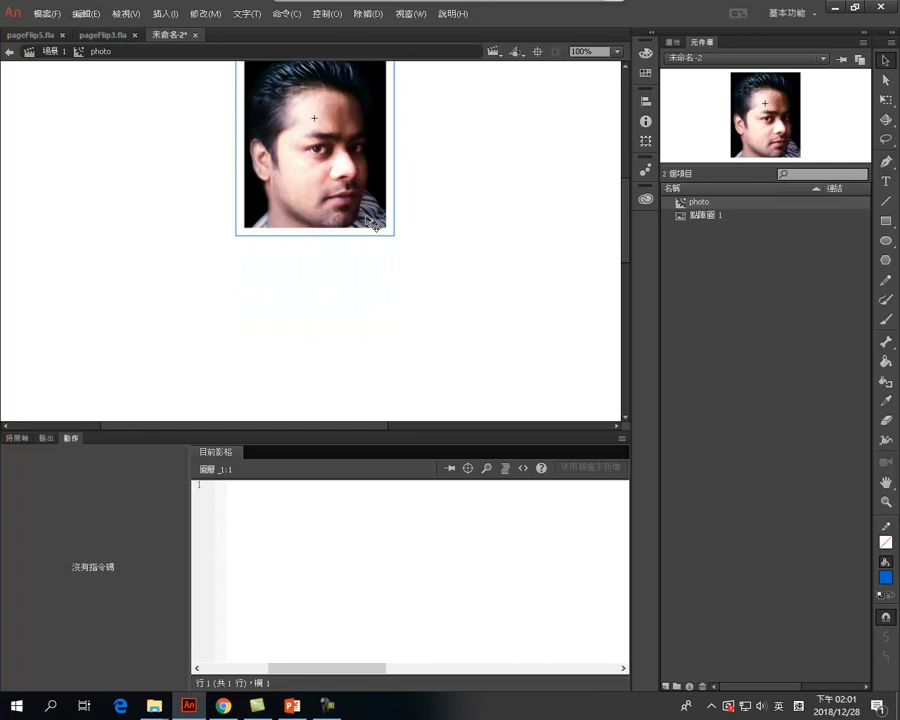 An 檔案(F) 編輯(E) 檢視(V) 插入(I) 修改(M) 文字(T) 命令(C) 控制(O) 除錯(D) 視窗(W) 說明(H) 基本功能
pageFlip5.fla × pageFlip3.fla × 未命名-2* ×
場景 1 photo 100%
屬性 元件庫
未命名-2
2 個項目
名稱 連結
photo
點陣圖 1
時間軸 輸出 動作
目前影格
圖層_1:1
使用精靈來新增
1
沒有指令碼
行 1 (共 1 行)，欄 1
An
英
下午 02:01
2018/12/28
1